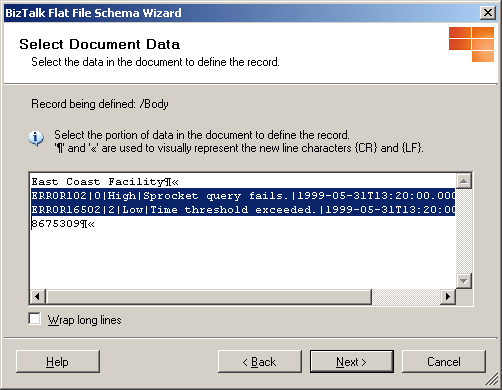 BizTalk Flat File Schema Wizard
Select Document Data
Select the data in the document to define the record.
Record being defined: /Body
Select the portion of data in the document to define the record.
'¶' and '«' are used to visually represent the new line characters {CR} and {LF}.
East Coast Facility¶«
ERROR102|0|High|Sprocket query fails.|1999-05-31T13:20:00.000
ERROR16502|2|Low|Time threshold exceeded.|1999-05-31T13:20:00
8675309¶«
Wrap long lines
Help
< Back
Next >
Cancel